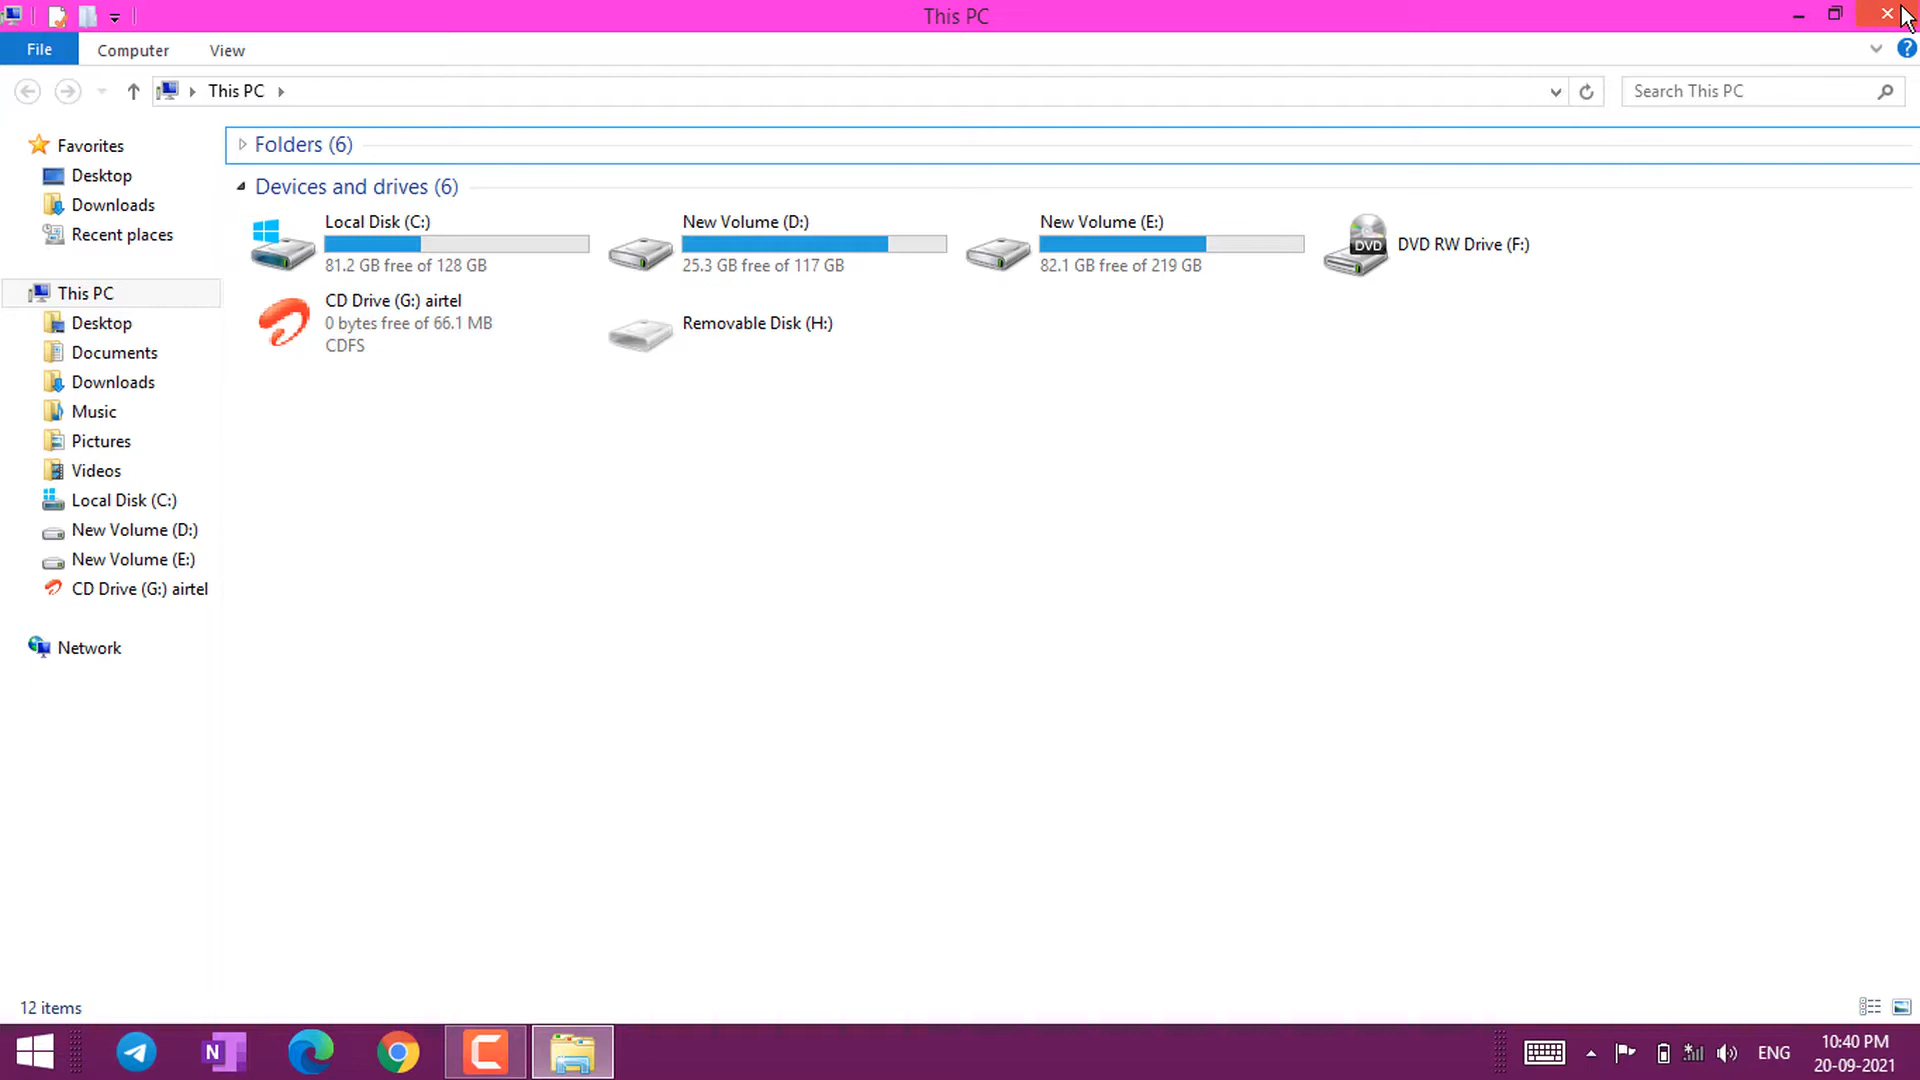 This PC
File
Computer
View
This PC
Search This PC
Favorites
Desktop
Downloads
Recent places
This PC
Desktop
Documents
Downloads
Music
Pictures
Videos
Local Disk (C:)
New Volume (D:)
New Volume (E:)
CD Drive (G:) airtel
Network
Folders (6)
Devices and drives (6)
Local Disk (C:)
81.2 GB free of 128 GB
New Volume (D:)
25.3 GB free of 117 GB
New Volume (E:)
82.1 GB free of 219 GB
DVD
DVD RW Drive (F:)
CD Drive (G:) airtel
0 bytes free of 66.1 MB
CDFS
Removable Disk (H:)
12 items
N
ENG
10:40 PM
20-09-2021